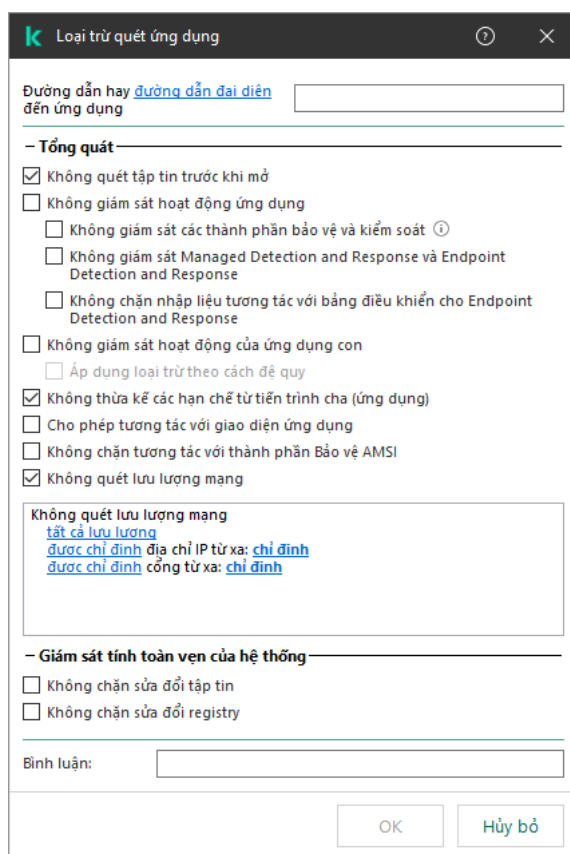 Loại trừ quét ứng dụng
Đường dẫn hay đường dẫn đại diện
đến ứng dụng
– Tổng quát
Không quét tập tin trước khi mở
Không giám sát hoạt động ứng dụng
Không giám sát các thành phần bảo vệ và kiểm soát
Không giám sát Managed Detection and Response và Endpoint
Detection and Response
Không chặn nhập liệu tương tác với bảng điều khiển cho Endpoint
Detection and Response
Không giám sát hoạt động của ứng dụng con
Áp dụng loại trừ theo cách đệ quy
Không thừa kế các hạn chế từ tiến trình cha (ứng dụng)
Cho phép tương tác với giao diện ứng dụng
Không chặn tương tác với thành phần Bảo vệ AMSI
Không quét lưu lượng mạng
Không quét lưu lượng mạng
tất cả lưu lượng
được chỉ định địa chỉ IP từ xa: chỉ định
được chỉ định cổng từ xa: chỉ định
– Giám sát tính toàn vẹn của hệ thống
Không chặn sửa đổi tập tin
Không chặn sửa đổi registry
Bình luận:
OK
Hủy bỏ